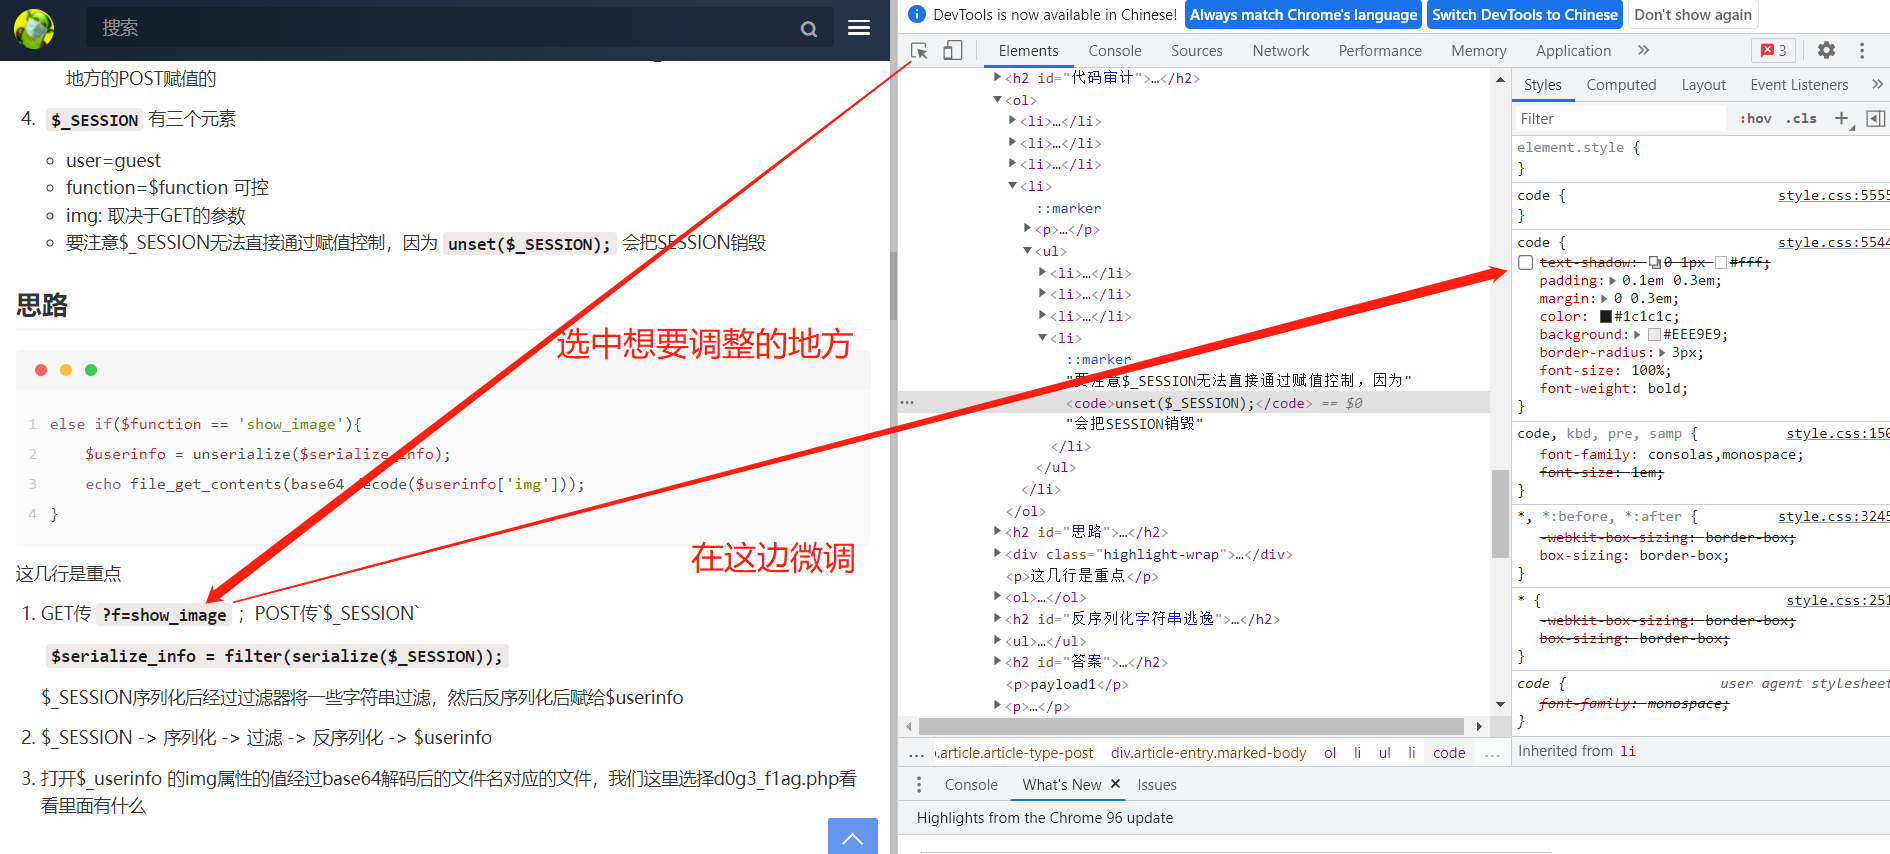 搜索
地方的POST赋值的
4. $_SESSION 有三个元素
user=guest
function=$function 可控
img: 取决于GET的参数
要注意$_SESSION无法直接通过赋值控制，因为 unset($_SESSION); 会把SESSION销毁
思路
选中想要调整的地方
1 else if($function == 'show_image'){
2 $userinfo = unserialize($serialize_info);
3 echo file_get_contents(base64_decode($userinfo['img']));
4 }
在这边微调
这几行是重点
1. GET传 ?f=show_image ；POST传`$_SESSION`
$serialize_info = filter(serialize($_SESSION));
$_SESSION序列化后经过过滤器将一些字符串过滤，然后反序列化后赋给$userinfo
2. $_SESSION -> 序列化 -> 过滤 -> 反序列化 -> $userinfo
3. 打开$_userinfo 的img属性的值经过base64解码后的文件名对应的文件，我们这里选择d0g3_f1ag.php看
看里面有什么
DevTools is now available in Chinese! Always match Chrome's language Switch DevTools to Chinese Don't show again
Elements Console Sources Network Performance Memory Application » 3
<h2 id="代码审计">…</h2>
<ol>
<li>…</li>
<li>…</li>
<li>…</li>
<li>
::marker
<p>…</p>
<ul>
<li>…</li>
<li>…</li>
<li>…</li>
<li>
::marker
"要注意$_SESSION无法直接通过赋值控制，因为"
… <code>unset($_SESSION);</code> == $0
"会把SESSION销毁"
</li>
</ul>
</li>
</ol>
<h2 id="思路">…</h2>
<div class="highlight-wrap">…</div>
<p>这几行是重点</p>
<ol>…</ol>
<h2 id="反序列化字符串逃逸">…</h2>
<ul>…</ul>
<h2 id="答案">…</h2>
<p>payload1</p>
<p>…</p>
… .article.article-type-post div.article-entry.marked-body ol li ul li code …
Styles Computed Layout Event Listeners »
Filter :hov .cls +
element.style {
}
code { style.css:5555
}
code { style.css:5544
text-shadow: 0 1px #fff;
padding: 0.1em 0.3em;
margin: 0 0.3em;
color: #1c1c1c;
background: #EEE9E9;
border-radius: 3px;
font-size: 100%;
font-weight: bold;
}
code, kbd, pre, samp { style.css:150
font-family: consolas,monospace;
font-size: 1em;
}
*, *:before, *:after { style.css:3245
-webkit-box-sizing: border-box;
box-sizing: border-box;
}
* { style.css:251
-webkit-box-sizing: border-box;
box-sizing: border-box;
}
code { user agent stylesheet
font-family: monospace;
}
Inherited from li
Console What's New × Issues
Highlights from the Chrome 96 update